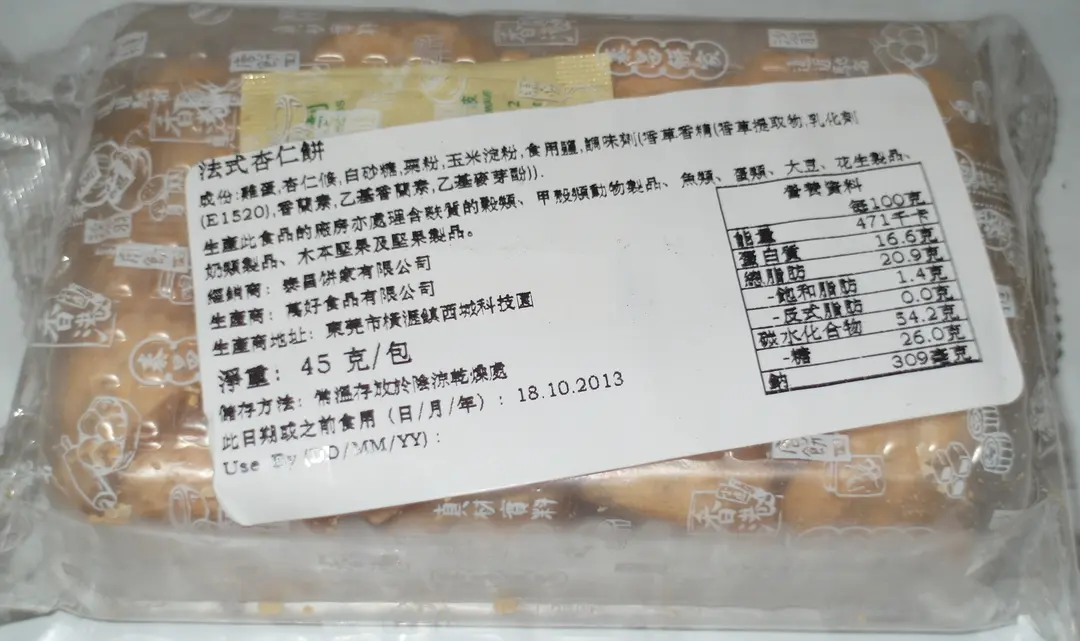 法式杏仁餅
成份:雞蛋,杏仁條,白砂糖,粟粉,玉米淀粉,食用鹽,調味劑(香草香精(香草提取物,乳化劑
(E1520),香蘭素,乙基香蘭素,乙基麥芽酚)).
生產此食品的廠房亦處理含麩質的穀類、甲殼類動物製品、魚類、蛋類、大豆、花生製品、
奶類製品、木本堅果及堅果製品。
經銷商: 泰昌餅家有限公司
生產商: 萬好食品有限公司
生產商地址: 東莞市橫瀝鎮西城科技園
淨重: 45 克/包
儲存方法: 常溫存放於陰涼乾燥處
此日期或之前食用 (日/月/年) : 18.10.2013
Use By (DD/MM/YY) :
營養資料
每100克
能量 471千卡
蛋白質 16.6克
總脂肪 20.9克
-飽和脂肪 1.4克
-反式脂肪 0.0克
碳水化合物 54.2克
-糖 26.0克
鈉 309毫克
香港
真材實料
香港